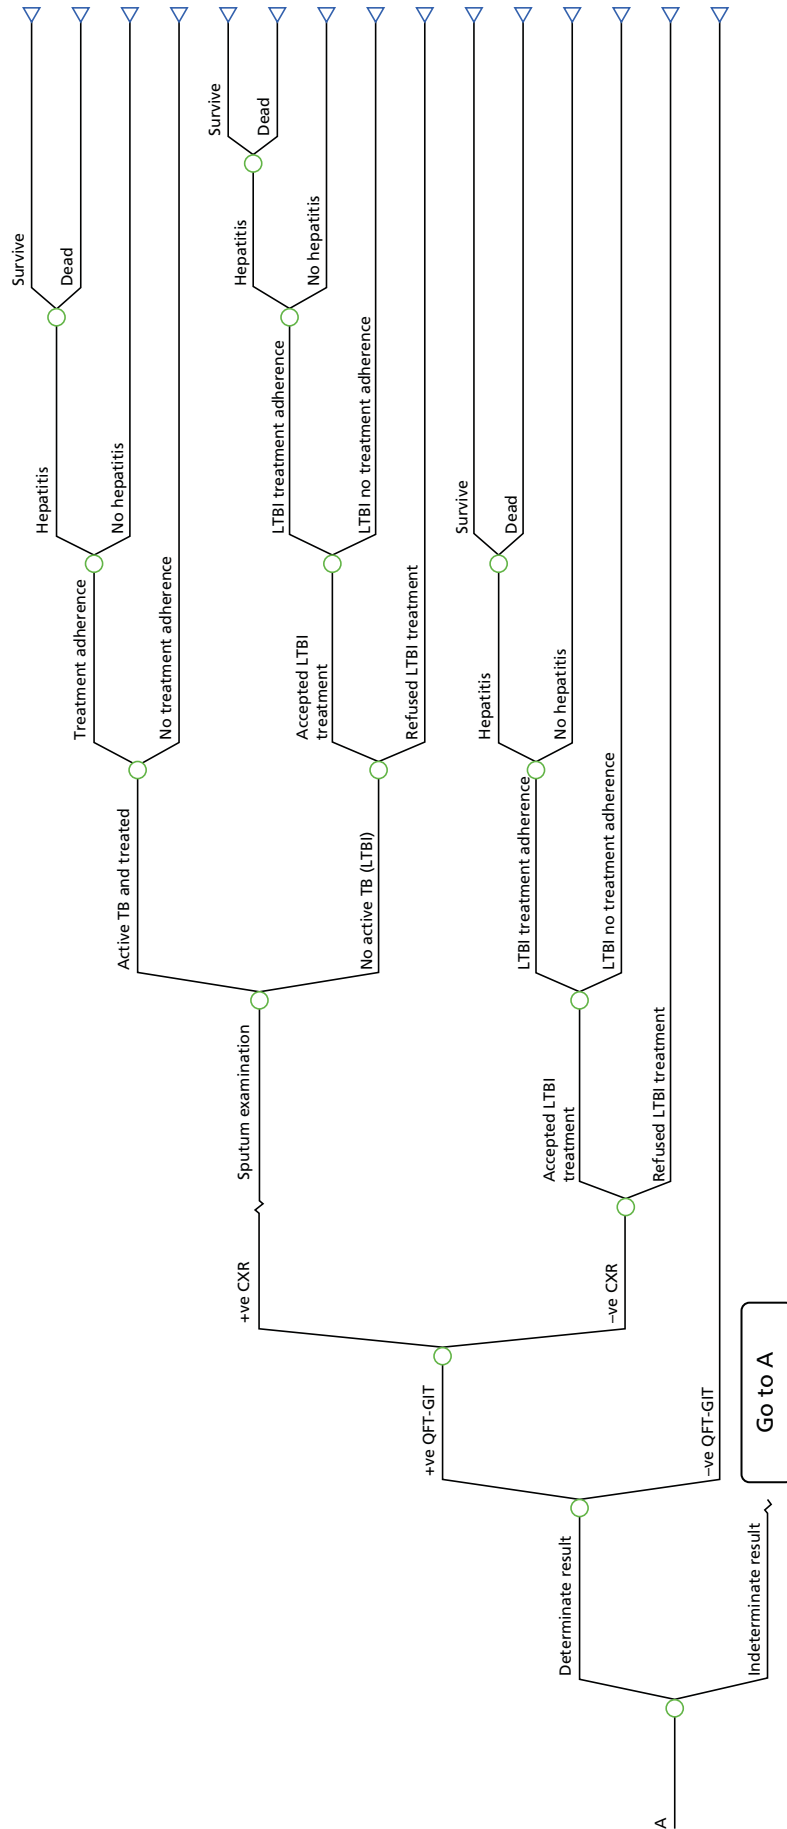 A
Determinate result
Indeterminate result
Go to A
+ve QFT-GIT
–ve QFT-GIT
+ve CXR
–ve CXR
Sputum examination
Active TB and treated
No active TB (LTBI)
Treatment adherence
No treatment adherence
Hepatitis
No hepatitis
Survive
Dead
Accepted LTBI
treatment
Refused LTBI treatment
LTBI treatment adherence
LTBI no treatment adherence
Hepatitis
No hepatitis
Survive
Dead
Accepted LTBI
treatment
Refused LTBI treatment
LTBI treatment adherence
LTBI no treatment adherence
Hepatitis
No hepatitis
Survive
Dead